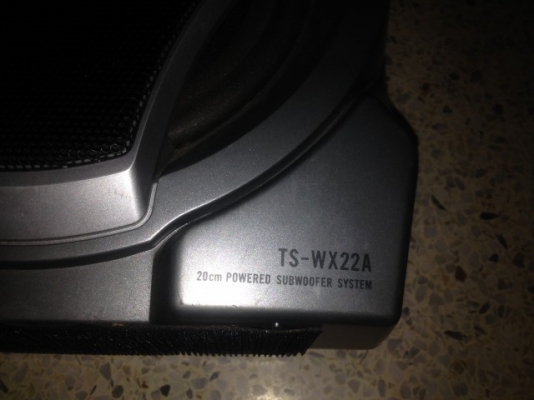 TS-WX22A
20cm POWERED SUBWOOFER SYSTEM